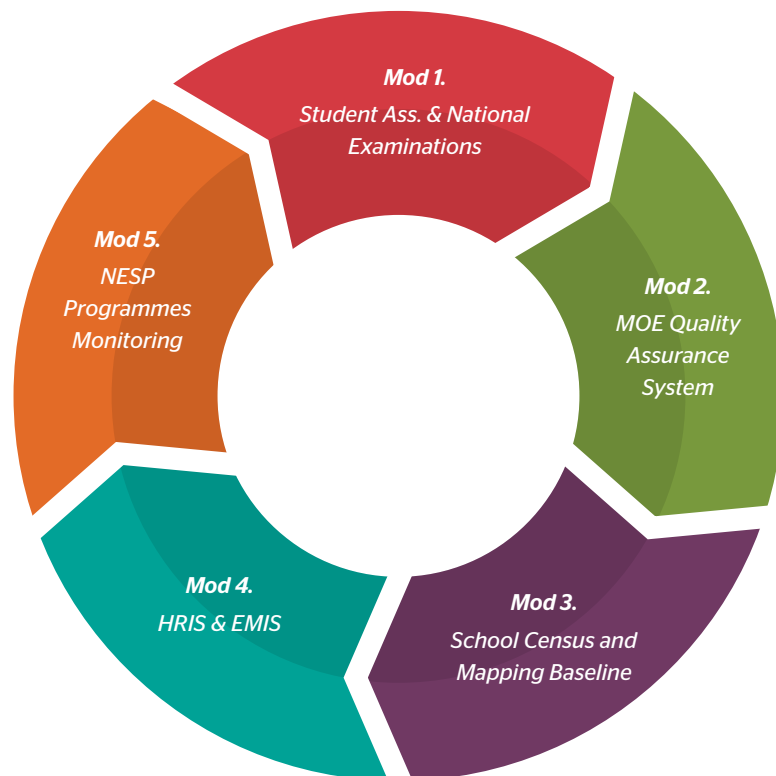 Mod 1.
Student Ass. & National
Examinations
Mod 2.
MOE Quality
Assurance
System
Mod 3.
School Census and
Mapping Baseline
Mod 4.
HRIS & EMIS
Mod 5.
NESP
Programmes
Monitoring